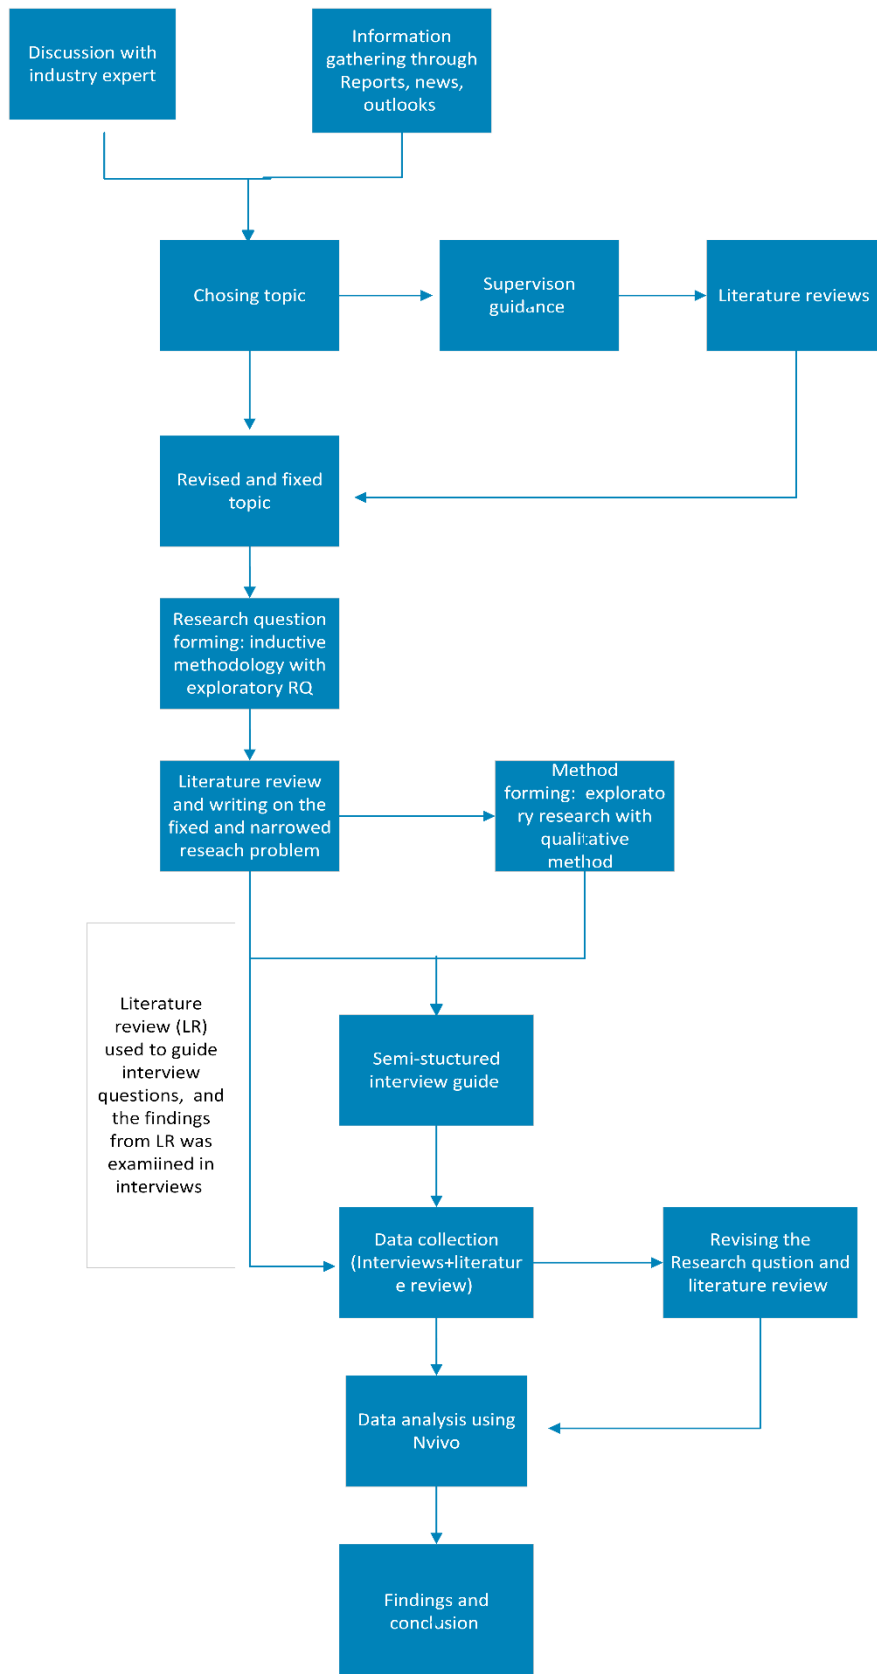 Discussion with
industry expert
Information
gathering through
Reports, news,
outlooks
Chosing topic
Supervison
guidance
Literature reviews
Revised and fixed
topic
Research question
forming: inductive
methodology with
exploratory RQ
Literature review
and writing on the
fixed and narrowed
reseach problem
Method
forming:  explorato
ry research with
qualitative
method
Literature
review (LR)
used to guide
interview
questions,  and
the findings
from LR was
examiined in
interviews
Semi-stuctured
interview guide
Data collection
(Interviews+literatur
e review)
Revising the
Research qustion and
literature review
Data analysis using
Nvivo
Findings and
conclusion